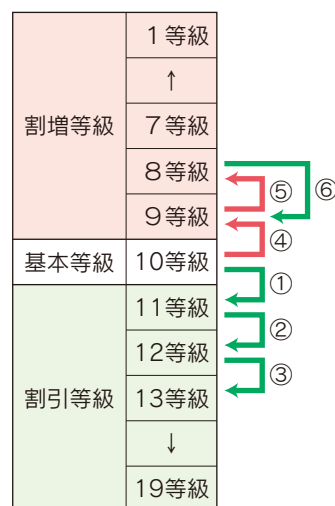 割増等級
1等級
↑
7等級
8等級
9等級
基本等級
10等級
割引等級
11等級
12等級
13等級
↓
19等級
⑤
⑥
④
①
②
③